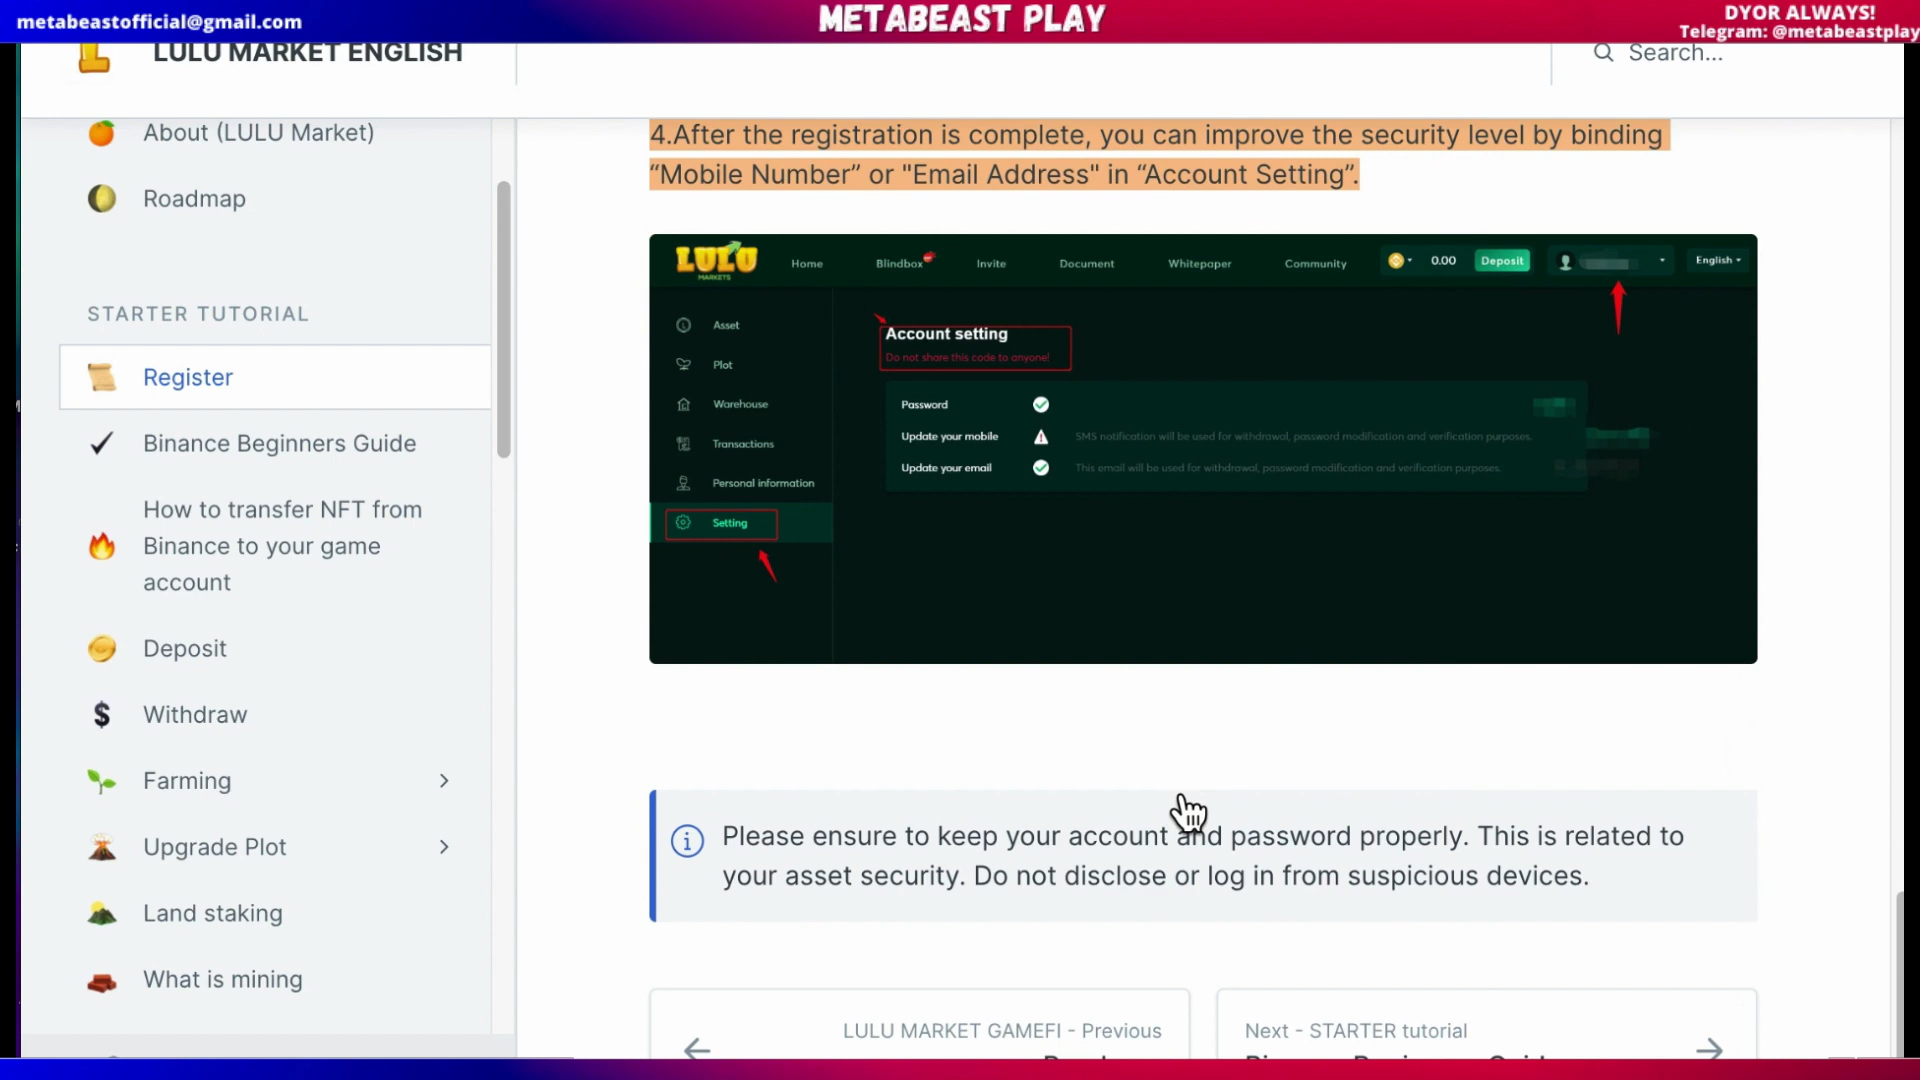 metabeastofficial@gmail.com
METABEAST PLAY
DYOR ALWAYS!
Telegram: @metabeastplay
LULU MARKET ENGLISH
Search...
About (LULU Market)
Roadmap
STARTER TUTORIAL
Register
Binance Beginners Guide
How to transfer NFT from
Binance to your game
account
Deposit
Withdraw
Farming
Upgrade Plot
Land staking
What is mining
4.After the registration is complete, you can improve the security level by binding
“Mobile Number” or "Email Address" in “Account Setting”.
LULU
MARKETS
Home
Blindbox
Invite
Document
Whitepaper
Community
0.00
Deposit
English
Asset
Plot
Warehouse
Transactions
Personal information
Setting
Account setting
Do not share this code to anyone!
Password
Update your mobile
SMS notification will be used for withdrawal, password modification and verification purposes.
Update your email
This email will be used for withdrawal, password modification and verification purposes.
Please ensure to keep your account and password properly. This is related to
your asset security. Do not disclose or log in from suspicious devices.
LULU MARKET GAMEFI - Previous
Next - STARTER tutorial
Binance Beginners Guide